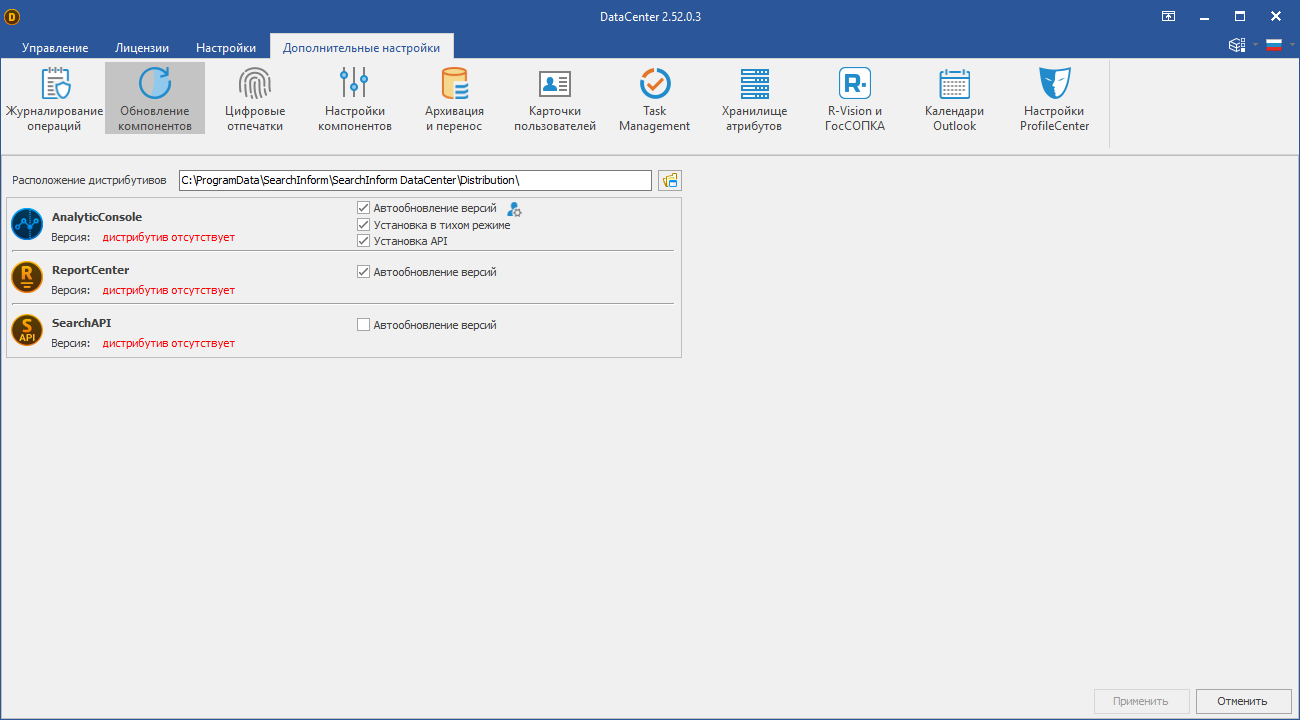 D
DataCenter 2.52.0.3
Управление
Лицензии
Настройки
Дополнительные настройки
Журналирование
операций
Обновление
компонентов
Цифровые
отпечатки
Настройки
компонентов
Архивация
и перенос
Карточки
пользователей
Task
Management
Хранилище
атрибутов
R
R-Vision и
ГосСОПКА
Календари
Outlook
Настройки
ProfileCenter
Расположение дистрибутивов
C:\ProgramData\SearchInform\SearchInform DataCenter\Distribution\
AnalyticConsole
Версия: дистрибутив отсутствует
Автообновление версий
Установка в тихом режиме
Установка API
R
ReportCenter
Версия: дистрибутив отсутствует
Автообновление версий
S
API
SearchAPI
Версия: дистрибутив отсутствует
Автообновление версий
Применить
Отменить